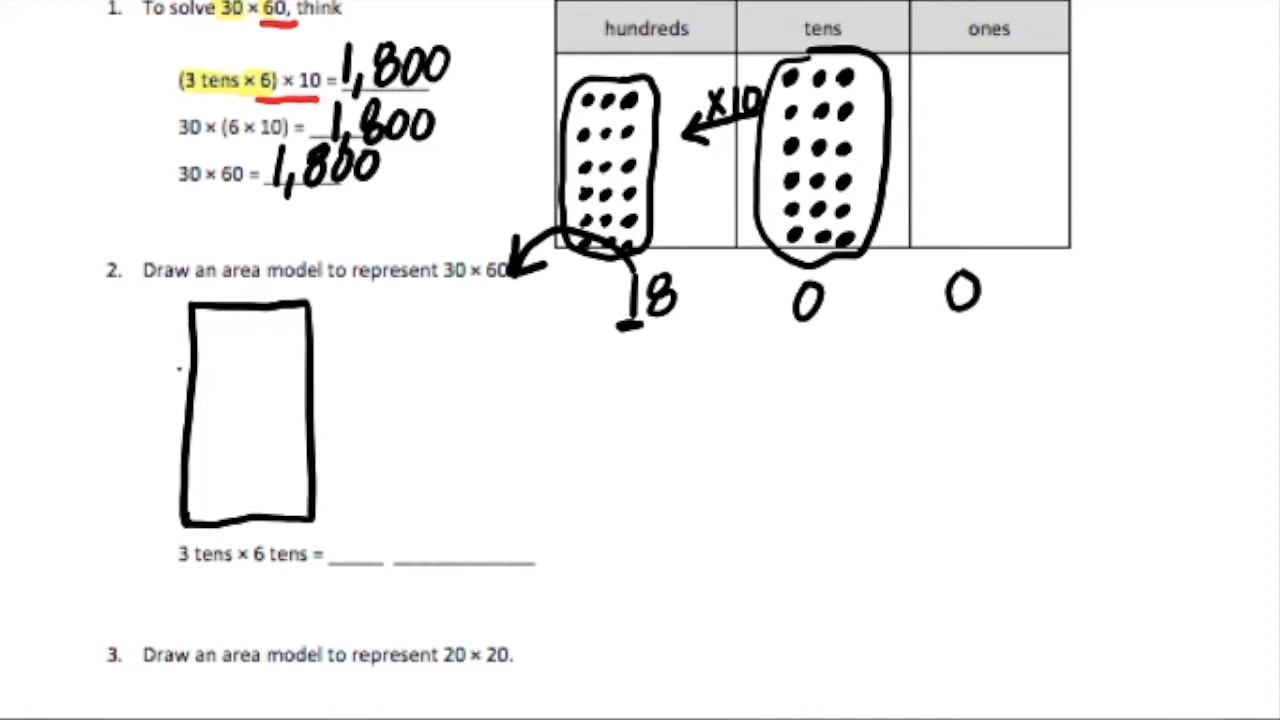 1. To solve 30 × 60, think
(3 tens × 6) × 10 = 1,800
30 × (6 × 10) = 1,800
30 × 60 = 1,800
hundreds tens ones
×10
18 0 0
2. Draw an area model to represent 30 × 60
3 tens × 6 tens = ____ ____________
3. Draw an area model to represent 20 × 20.